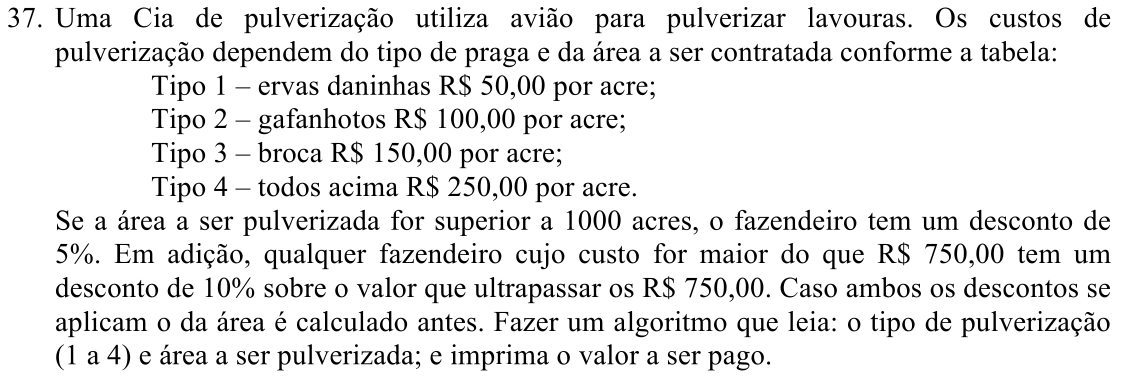 37. Uma Cia de pulverização utiliza avião para pulverizar lavouras. Os custos de
pulverização dependem do tipo de praga e da área a ser contratada conforme a tabela:
Tipo 1 – ervas daninhas R$ 50,00 por acre;
Tipo 2 – gafanhotos R$ 100,00 por acre;
Tipo 3 – broca R$ 150,00 por acre;
Tipo 4 – todos acima R$ 250,00 por acre.
Se a área a ser pulverizada for superior a 1000 acres, o fazendeiro tem um desconto de
5%. Em adição, qualquer fazendeiro cujo custo for maior do que R$ 750,00 tem um
desconto de 10% sobre o valor que ultrapassar os R$ 750,00. Caso ambos os descontos se
aplicam o da área é calculado antes. Fazer um algoritmo que leia: o tipo de pulverização
(1 a 4) e área a ser pulverizada; e imprima o valor a ser pago.